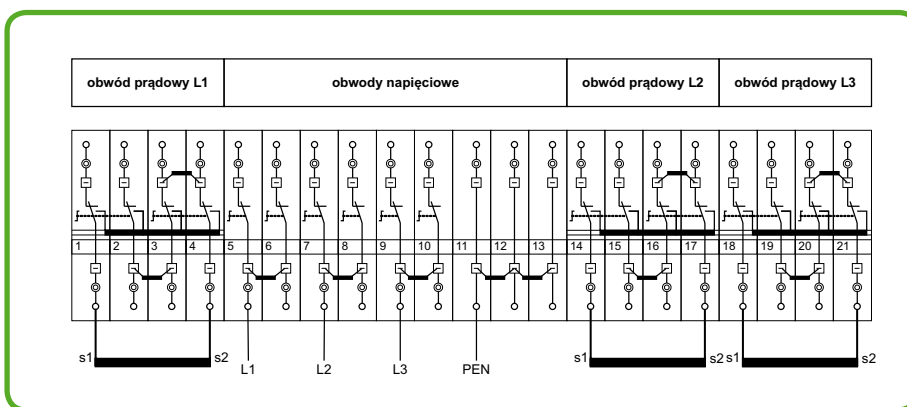 obwód prądowy L1 obwody napięciowe obwód prądowy L2 obwód prądowy L3
1 2 3 4 5 6 7 8 9 10 11 12 13 14 15 16 17 18 19 20 21
s1 s2 L1 L2 L3 PEN s1 s2 s1 s2